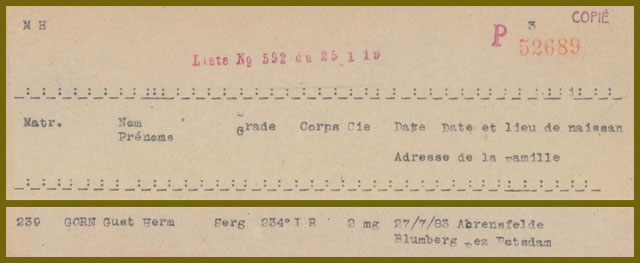 M H
3
COPIÉ
P 52689
Liste No 592 du 25 1 19
Matr. Nom Grade Corps Cie Date Date et lieu de naissan
Prénoms
Adresse de la Famille
239 GORN Gust Herm Serg 234° I R 2 mg 27/7/83 Ahrensfelde
Blumberg Bez Potsdam